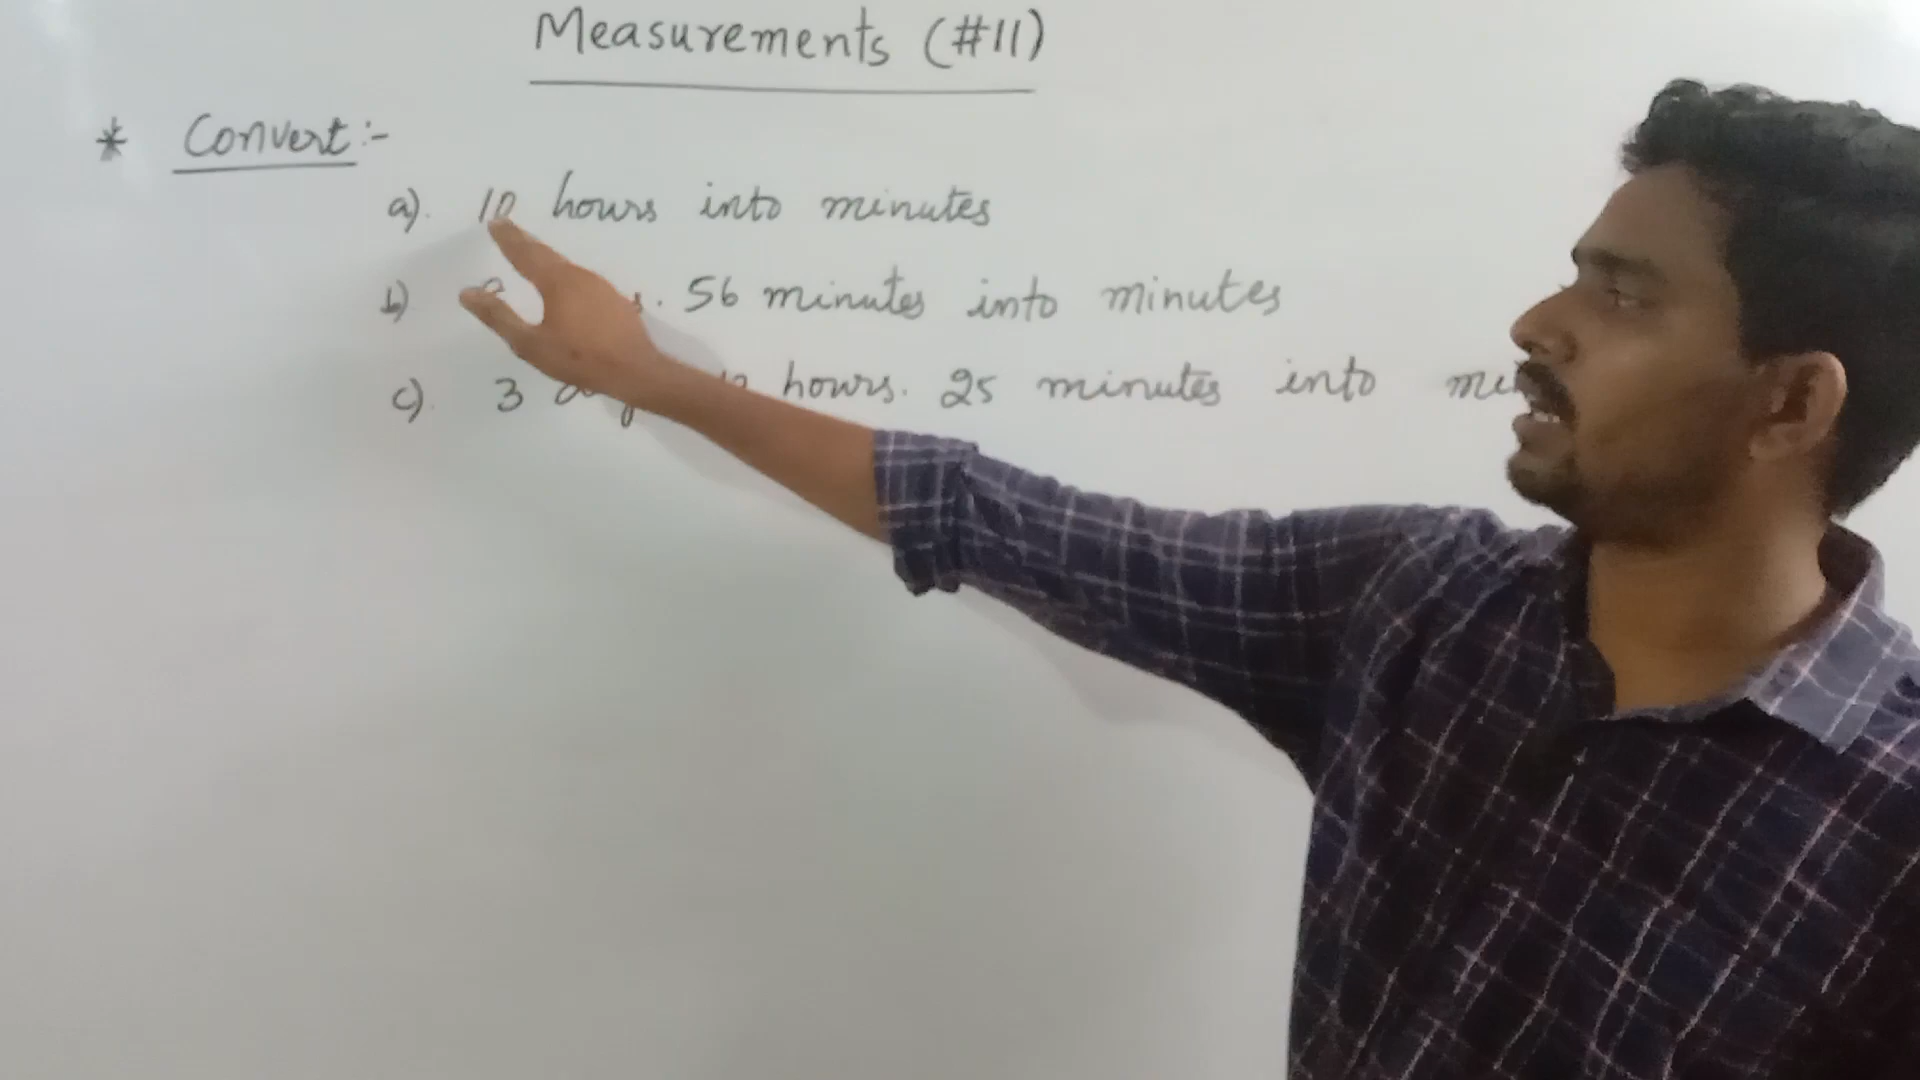 Measurements (#11)
* Convert :-
a). 10 hours into minutes
b) 56 minutes into minutes
c). 3 hours. 25 minutes into